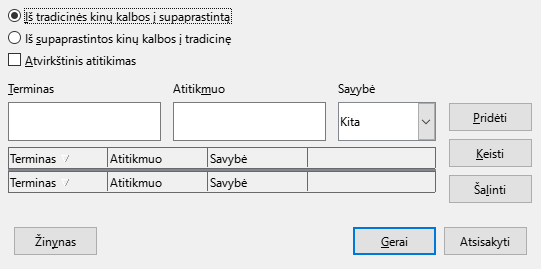 Iš tradicinės kinų kalbos į supaprastintą
Iš supaprastintos kinų kalbos į tradicinę
Atvirkštinis atitikimas
Terminas Atitikmuo Savybė
Kita
Pridėti
Terminas Atitikmuo Savybė
Keisti
Terminas Atitikmuo Savybė
Šalinti
Žinynas Gerai Atsisakyti